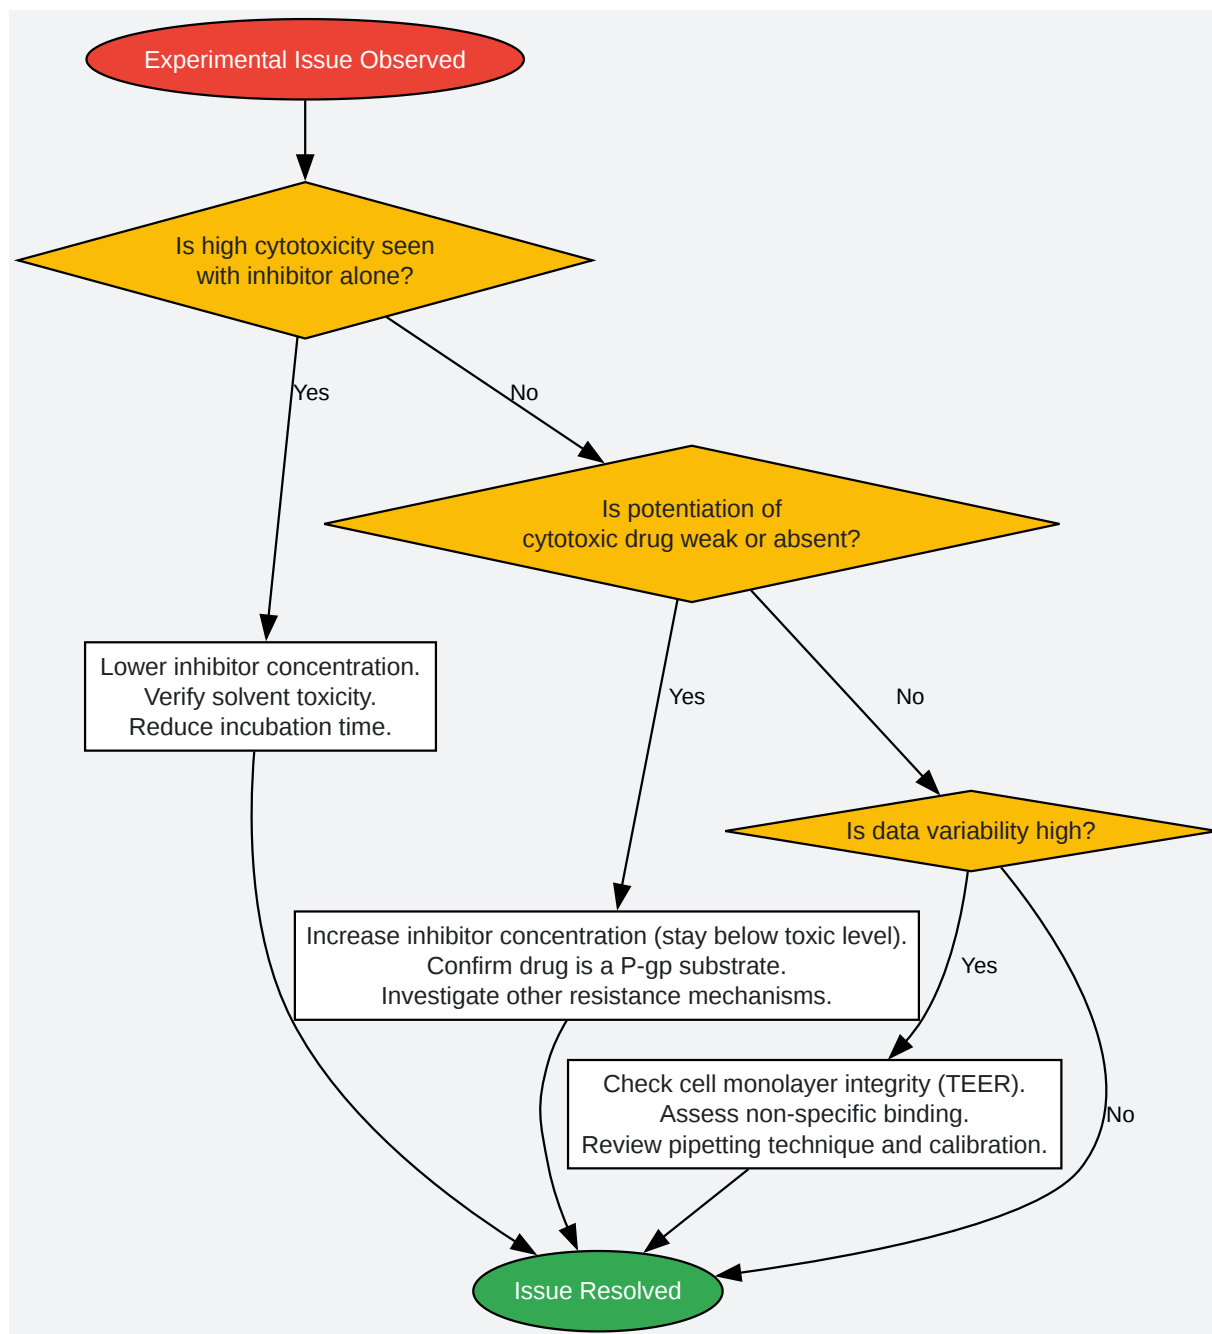 Experimental Issue Observed
Is high cytotoxicity seen
with inhibitor alone?
Yes
No
Is potentiation of
cytotoxic drug weak or absent?
Lower inhibitor concentration.
Verify solvent toxicity.
Reduce incubation time.
Yes
No
Is data variability high?
Increase inhibitor concentration (stay below toxic level).
Confirm drug is a P-gp substrate.
Investigate other resistance mechanisms.
Yes
Check cell monolayer integrity (TEER).
Assess non-specific binding.
Review pipetting technique and calibration.
No
Issue Resolved